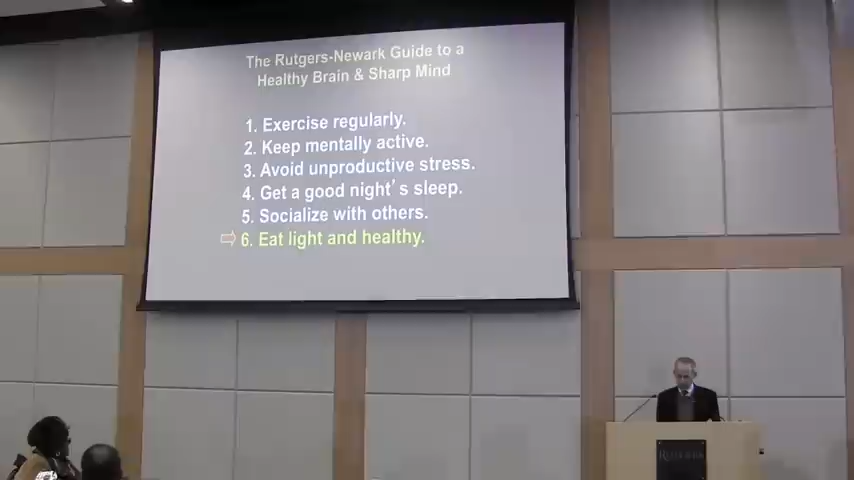 The Rutgers-Newark Guide to a
Healthy Brain & Sharp Mind
1. Exercise regularly.
2. Keep mentally active.
3. Avoid unproductive stress.
4. Get a good night's sleep.
5. Socialize with others.
6. Eat light and healthy.
RUTGERS